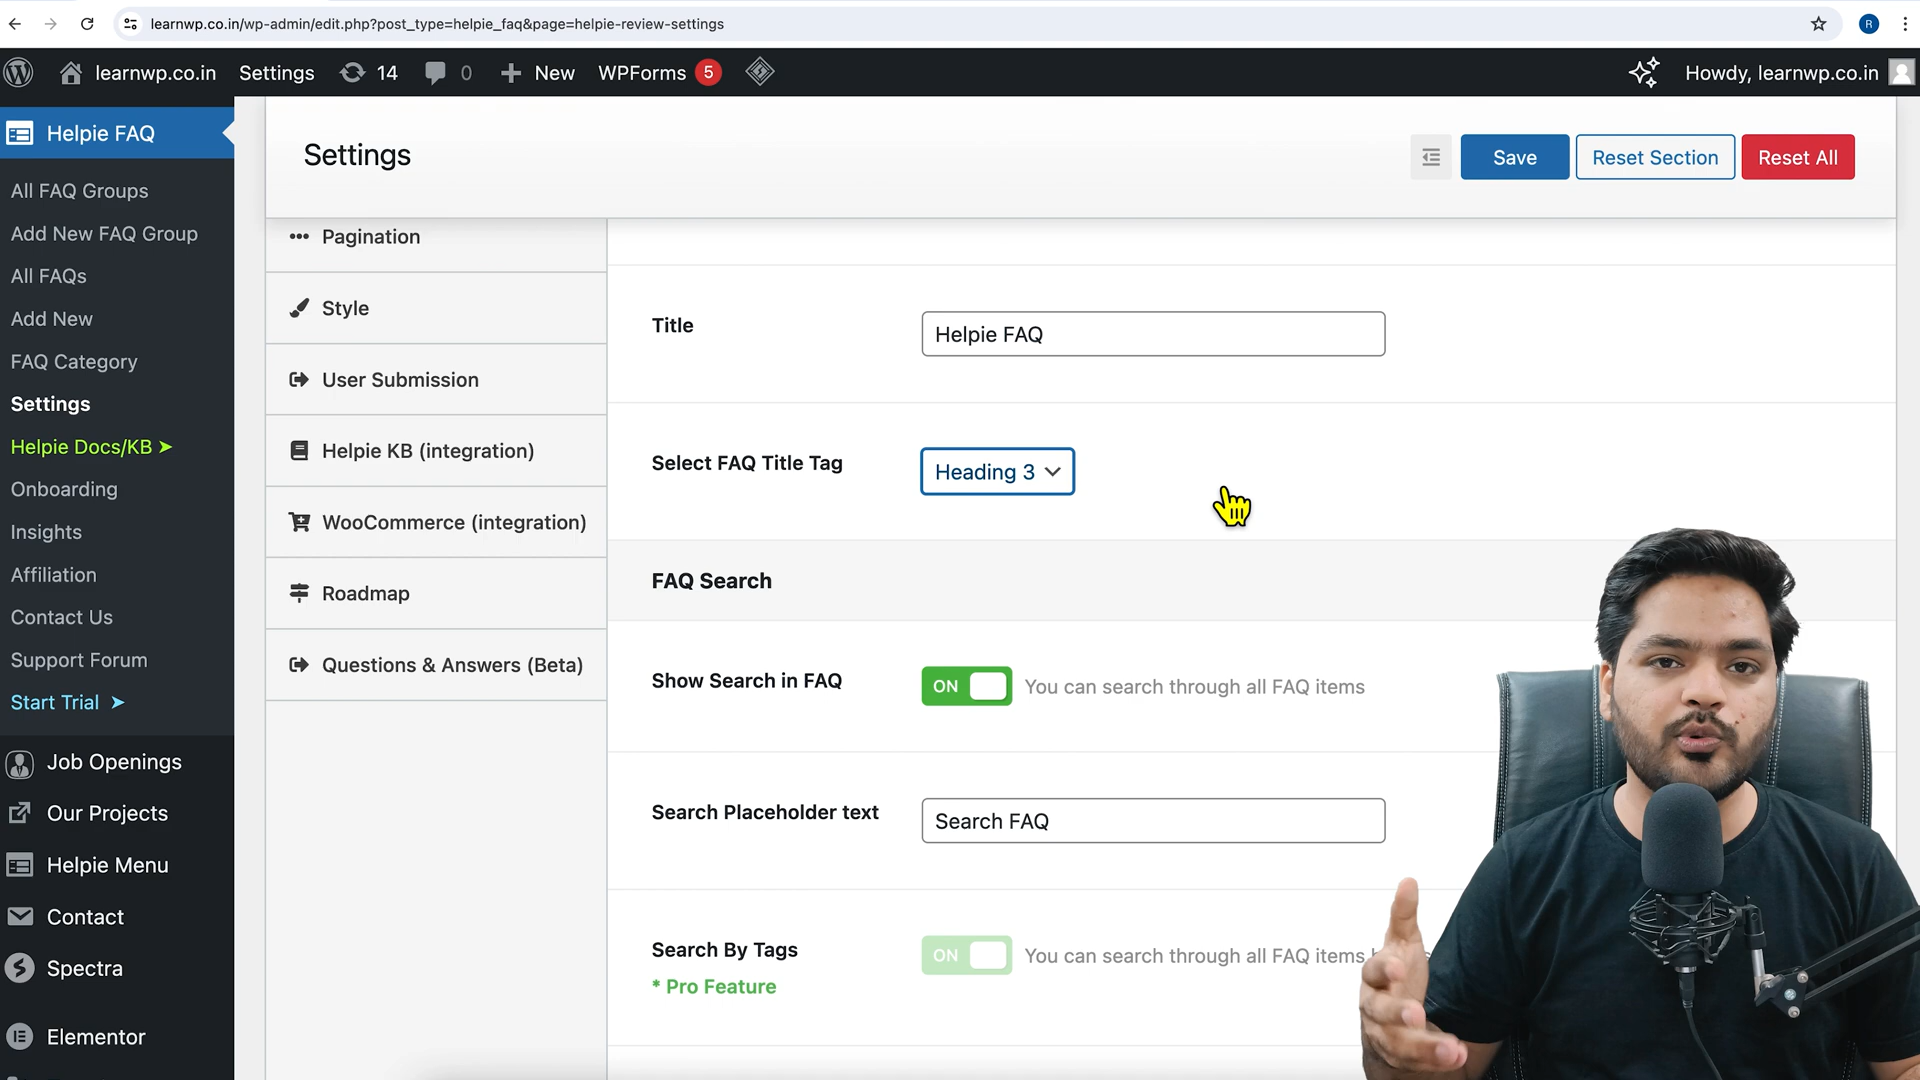 learnwp.co.in/wp-admin/edit.php?post_type=helpie_faq&page=helpie-review-settings
R
learnwp.co.in
Settings
14
0
New
WPForms
5
Howdy, learnwp.co.in
Helpie FAQ
All FAQ Groups
Add New FAQ Group
All FAQs
Add New
FAQ Category
Settings
Helpie Docs/KB ➤
Onboarding
Insights
Affiliation
Contact Us
Support Forum
Start Trial ➤
Job Openings
Our Projects
Helpie Menu
Contact
Spectra
Elementor
Settings
Save
Reset Section
Reset All
Pagination
Style
User Submission
Helpie KB (integration)
WooCommerce (integration)
Roadmap
Questions & Answers (Beta)
Title
Helpie FAQ
Select FAQ Title Tag
Heading 3
FAQ Search
Show Search in FAQ
ON
You can search through all FAQ items
Search Placeholder text
Search FAQ
Search By Tags
* Pro Feature
ON
You can search through all FAQ items